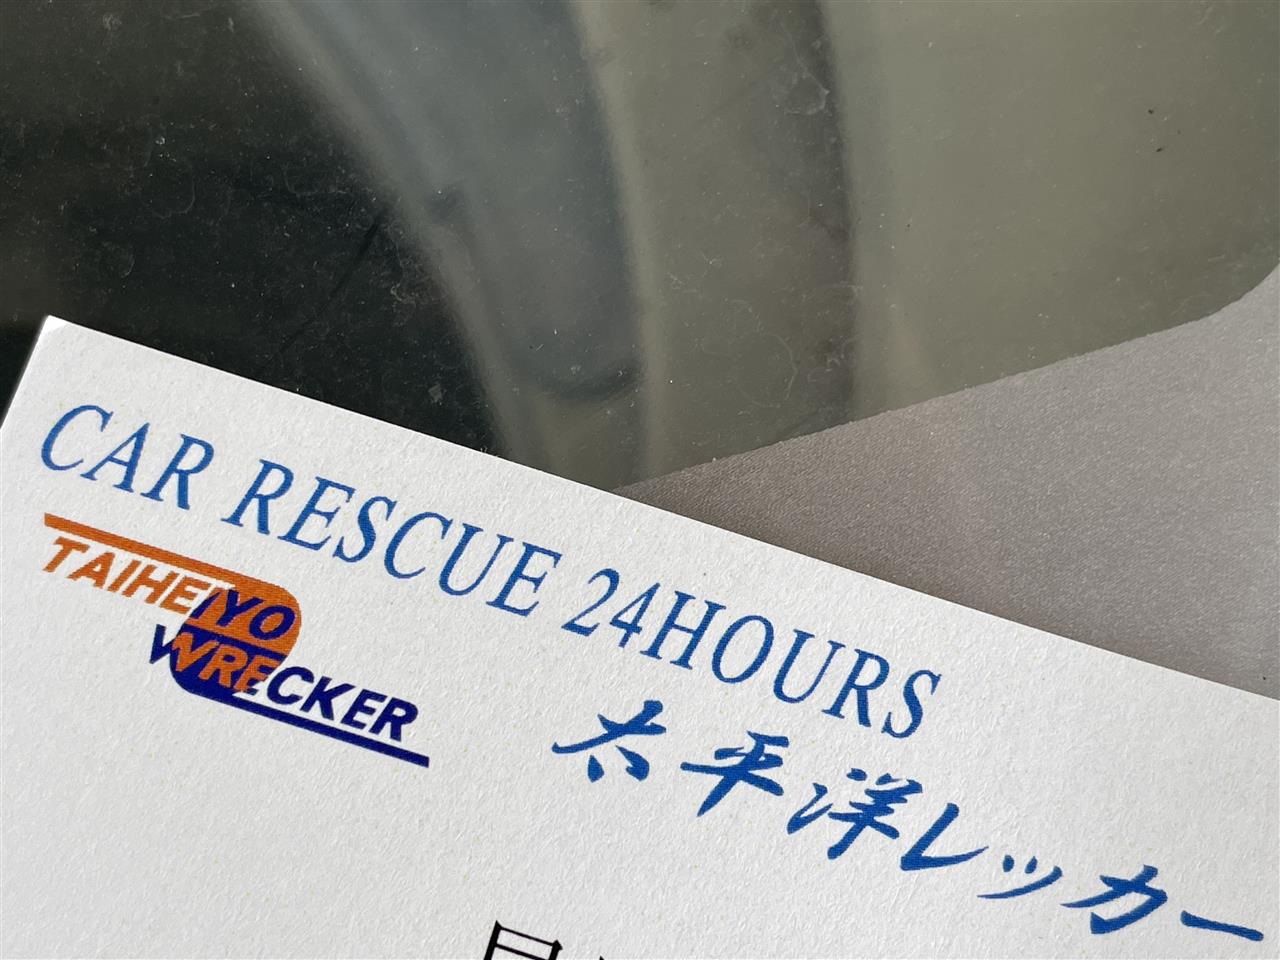 CAR RESCUE 24HOURS
TAIHEIYO
WRECKER
太平洋レッカー